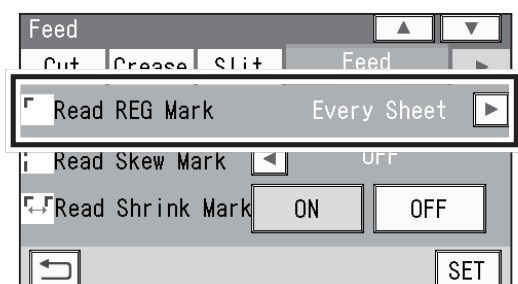 Feed
Cut Crease Slit Feed
Read REG Mark Every Sheet
Read Skew Mark OFF
Read Shrink Mark ON OFF
SET